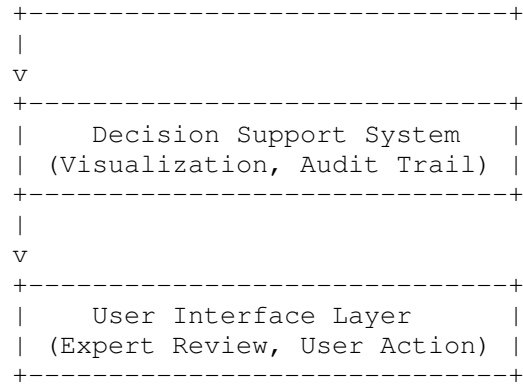 +------------------------------+
|
v
+------------------------------+
|    Decision Support System   |
| (Visualization, Audit Trail) |
+------------------------------+
|
v
+------------------------------+
|    User Interface Layer      |
| (Expert Review, User Action) |
+------------------------------+